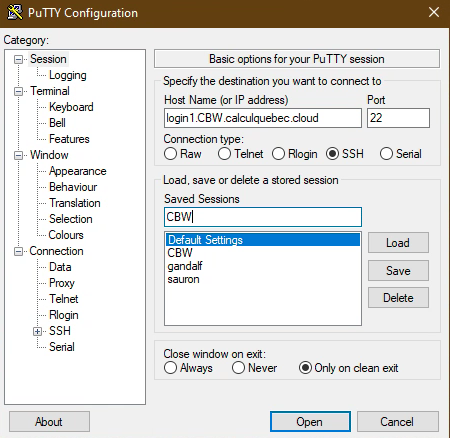 PuTTY Configuration
Category:
Session
Logging
Terminal
Keyboard
Bell
Features
Window
Appearance
Behaviour
Translation
Selection
Colours
Connection
Data
Proxy
Telnet
Rlogin
SSH
Serial
Basic options for your PuTTY session
Specify the destination you want to connect to
Host Name (or IP address) Port
login1.CBW.calculquebec.cloud 22
Connection type:
Raw Telnet Rlogin SSH Serial
Load, save or delete a stored session
Saved Sessions
CBW
Default Settings
CBW
gandalf
sauron
Load
Save
Delete
Close window on exit:
Always Never Only on clean exit
About Open Cancel